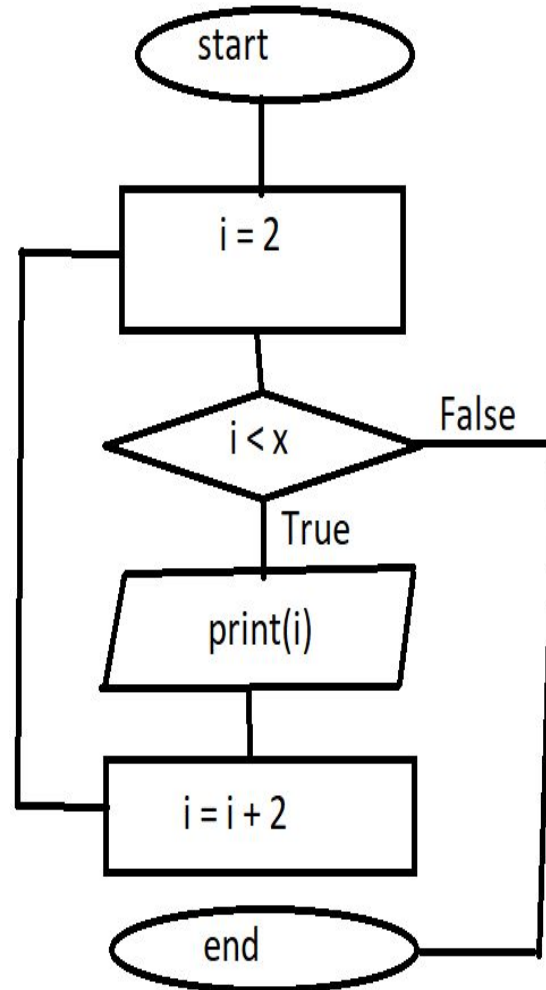 start
i = 2
i < x
False
True
print(i)
i = i + 2
end